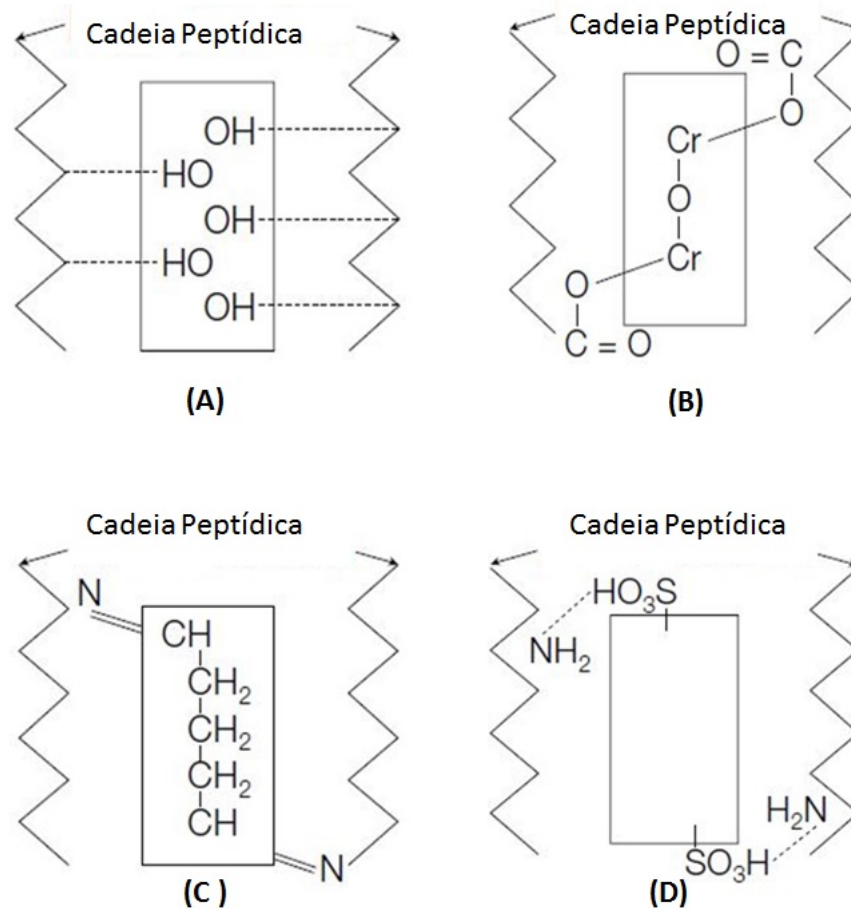 Cadeia Peptídica
OH
HO
OH
HO
OH
(A)
Cadeia Peptídica
O = C
O
Cr
O
Cr
O
C = O
(B)
Cadeia Peptídica
N
CH
CH₂
CH₂
CH₂
CH
N
(C )
Cadeia Peptídica
HO₃S
NH₂
H₂N
SO₃H
(D)